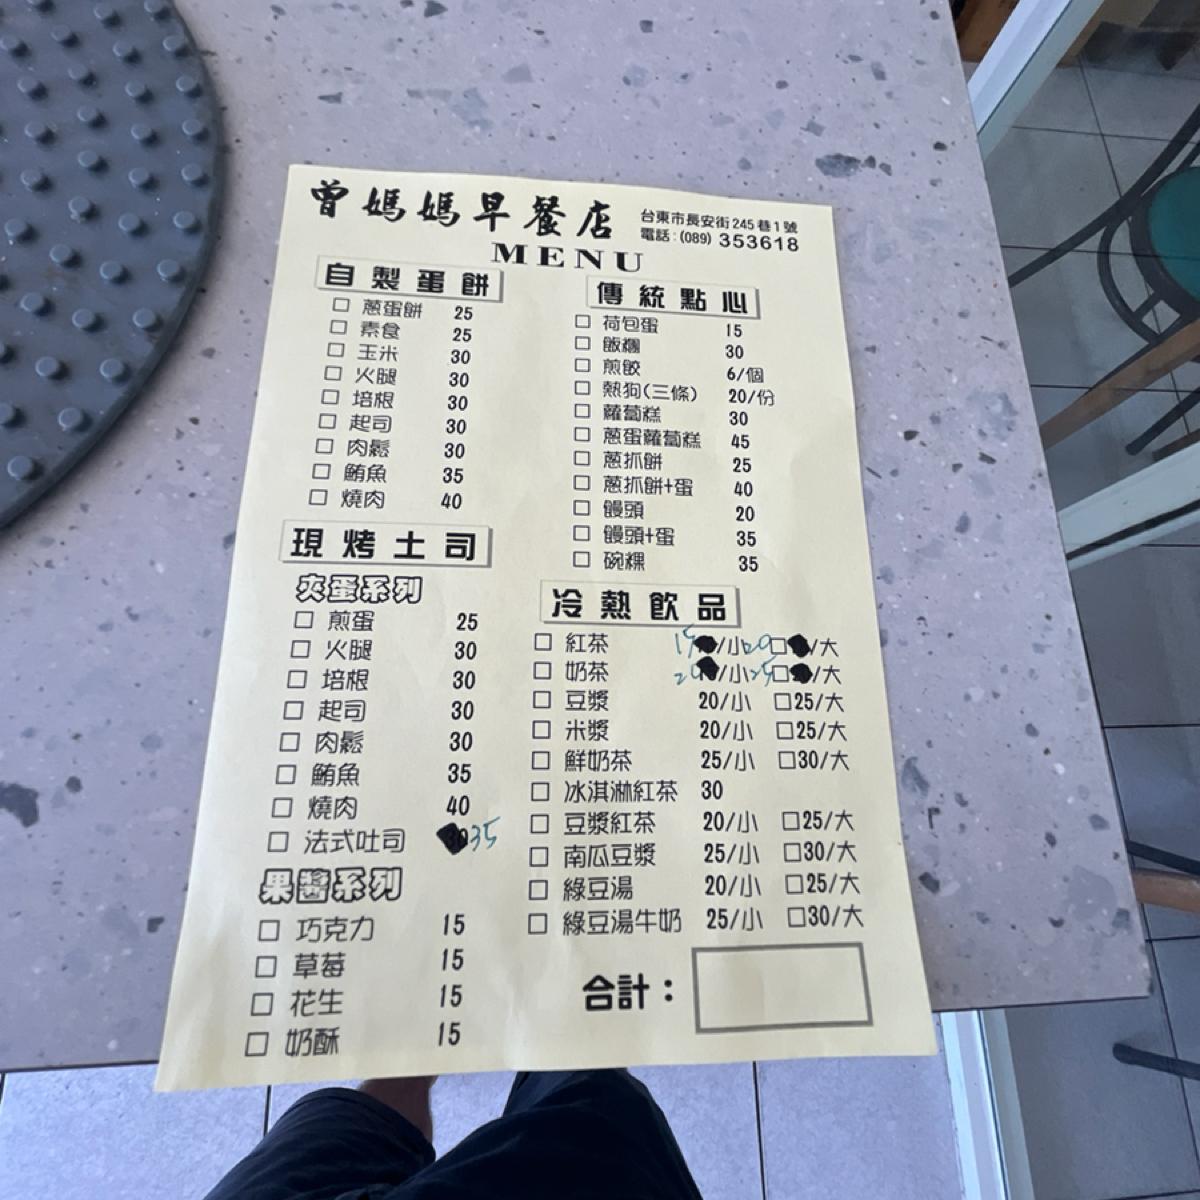 曾媽媽早餐店
台東市長安街245巷1號
電話:(089) 353618
MENU
自製蛋餅
□ 蔥蛋餅 25
□ 素食 25
□ 玉米 30
□ 火腿 30
□ 培根 30
□ 起司 30
□ 肉鬆 30
□ 鮪魚 35
□ 燒肉 40
現烤土司
夾蛋系列
□ 煎蛋 25
□ 火腿 30
□ 培根 30
□ 起司 30
□ 肉鬆 30
□ 鮪魚 35
□ 燒肉 40
□ 法式吐司 35
果醬系列
□ 巧克力 15
□ 草莓 15
□ 花生 15
□ 奶酥 15
傳統點心
□ 荷包蛋 15
□ 飯糰 30
□ 煎餃 6/個
□ 熱狗(三條) 20/份
□ 蘿蔔糕 30
□ 蔥蛋蘿蔔糕 45
□ 蔥抓餅 25
□ 蔥抓餅+蛋 40
□ 饅頭 20
□ 饅頭+蛋 35
□ 碗粿 35
冷熱飲品
□ 紅茶 15/小 20□/大
□ 奶茶 20/小 25□/大
□ 豆漿 20/小 □25/大
□ 米漿 20/小 □25/大
□ 鮮奶茶 25/小 □30/大
□ 冰淇淋紅茶 30
□ 豆漿紅茶 20/小 □25/大
□ 南瓜豆漿 25/小 □30/大
□ 綠豆湯 20/小 □25/大
□ 綠豆湯牛奶 25/小 □30/大
合計：